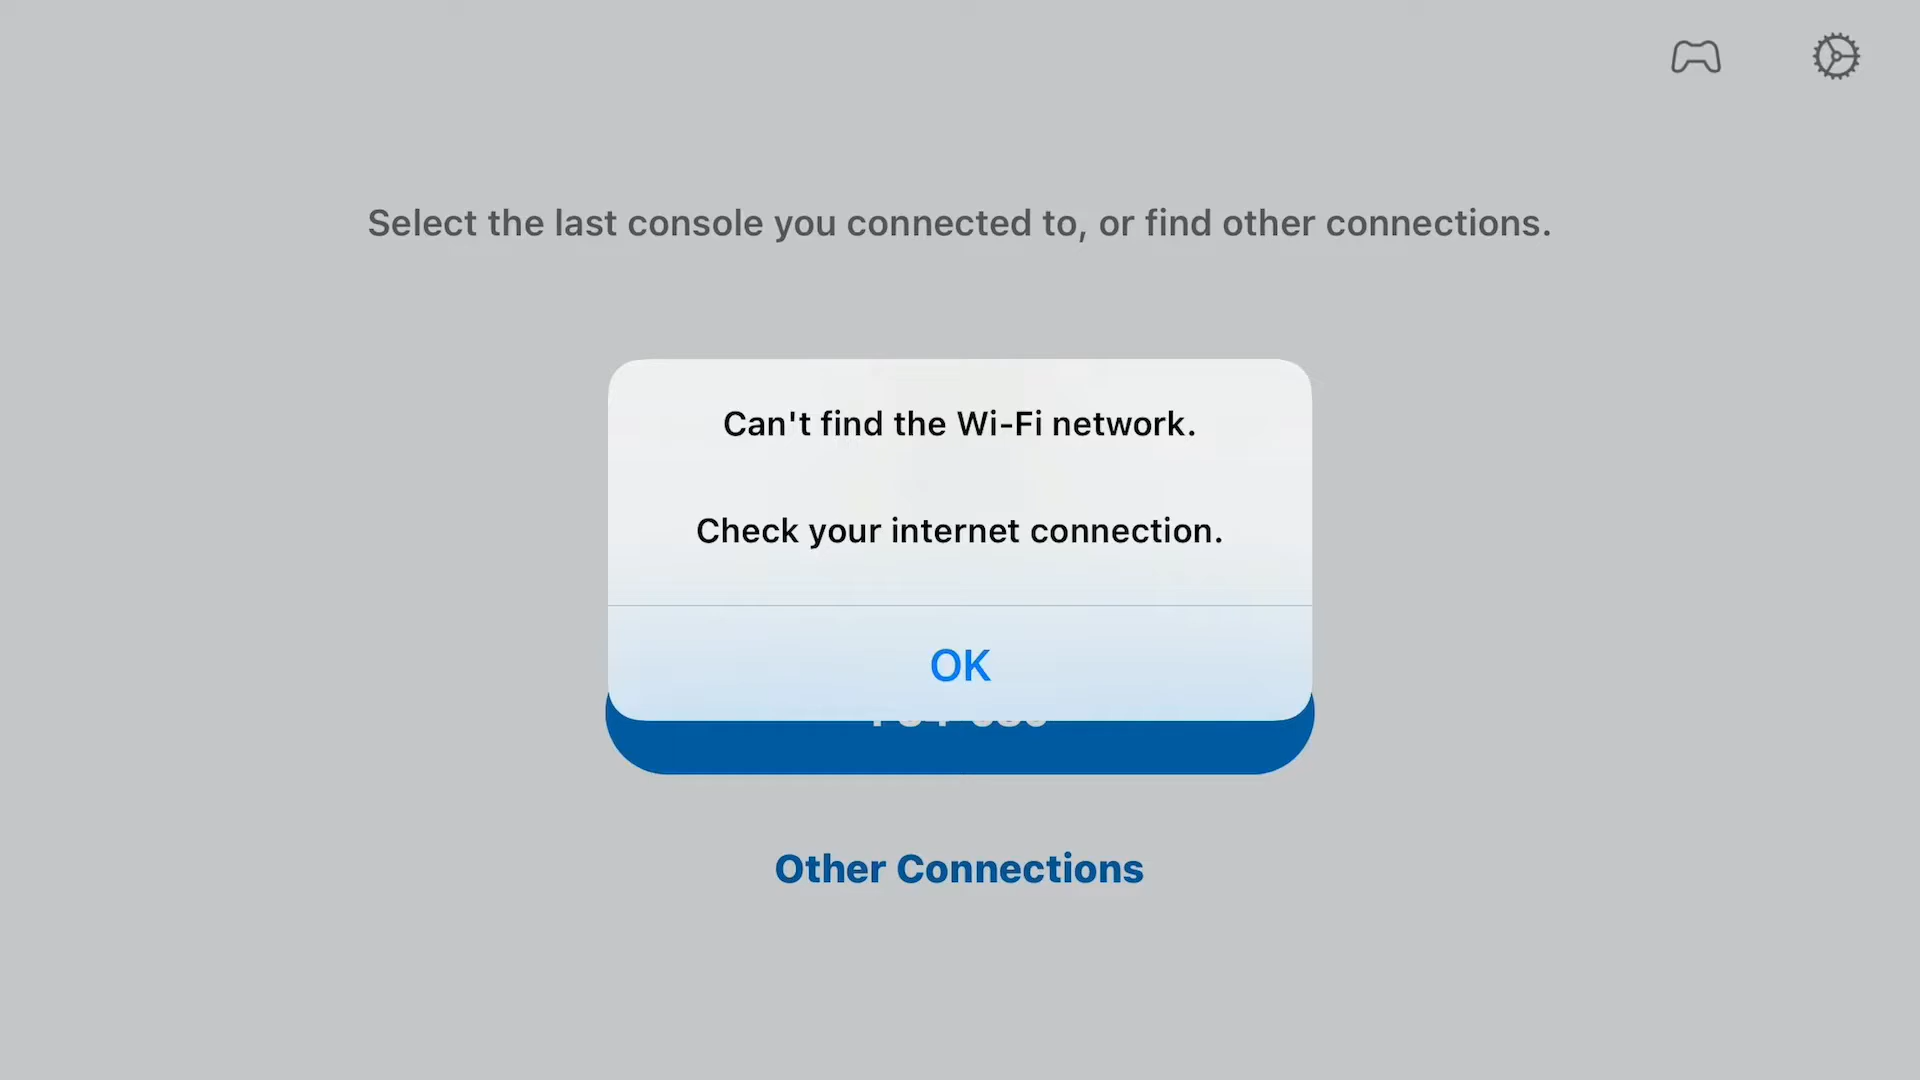 Select the last console you connected to, or find other connections.
Can't find the Wi-Fi network.
Check your internet connection.
OK
Other Connections